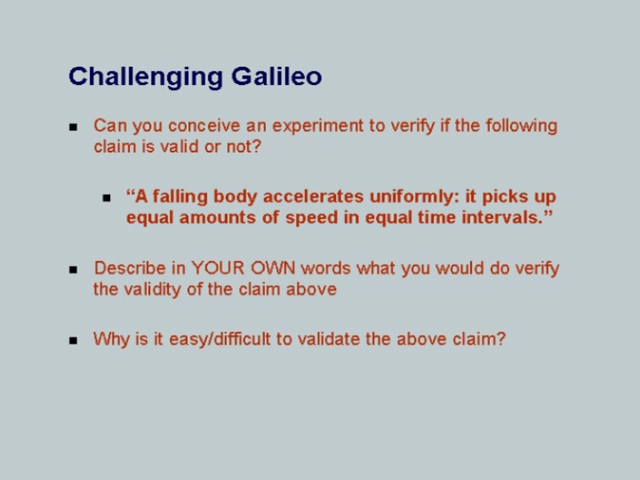 Challenging Galileo
Can you conceive an experiment to verify if the following
claim is valid or not?
“A falling body accelerates uniformly: it picks up
equal amounts of speed in equal time intervals.”
Describe in YOUR OWN words what you would do verify
the validity of the claim above
Why is it easy/difficult to validate the above claim?